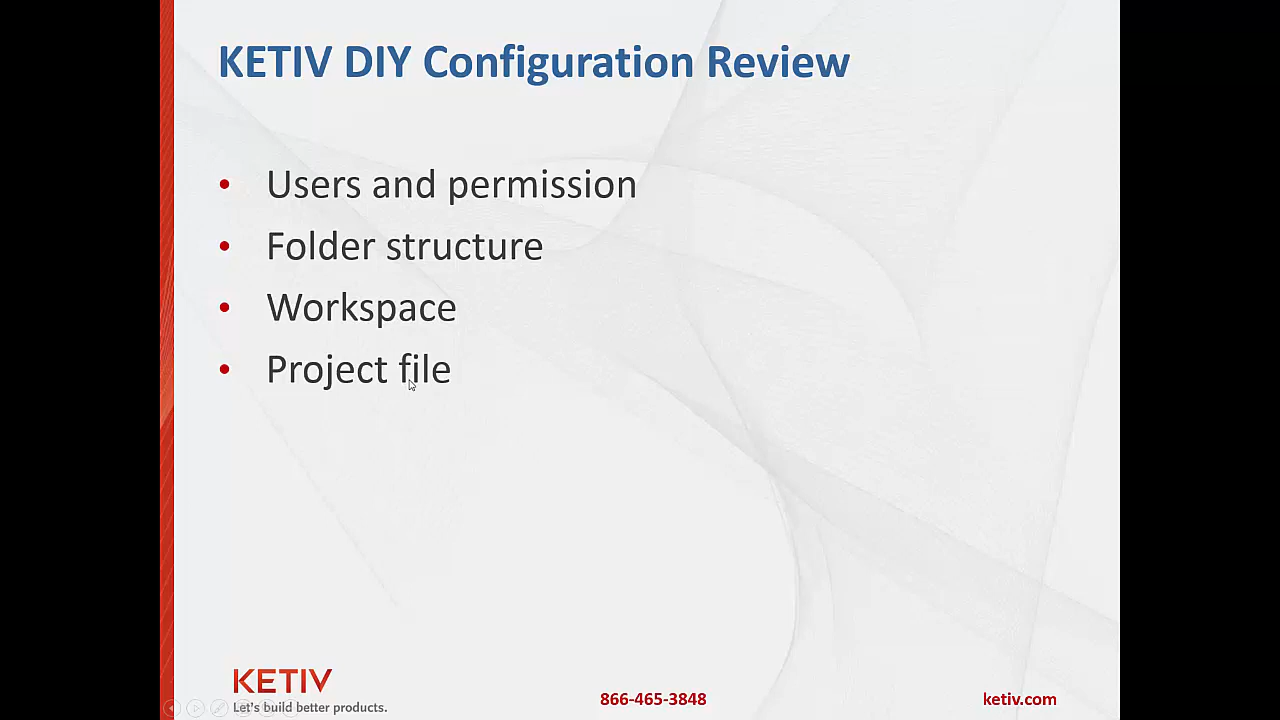 KETIV DIY Configuration Review
• Users and permission
• Folder structure
• Workspace
• Project file
KETIV
Let's build better products.
866-465-3848
ketiv.com